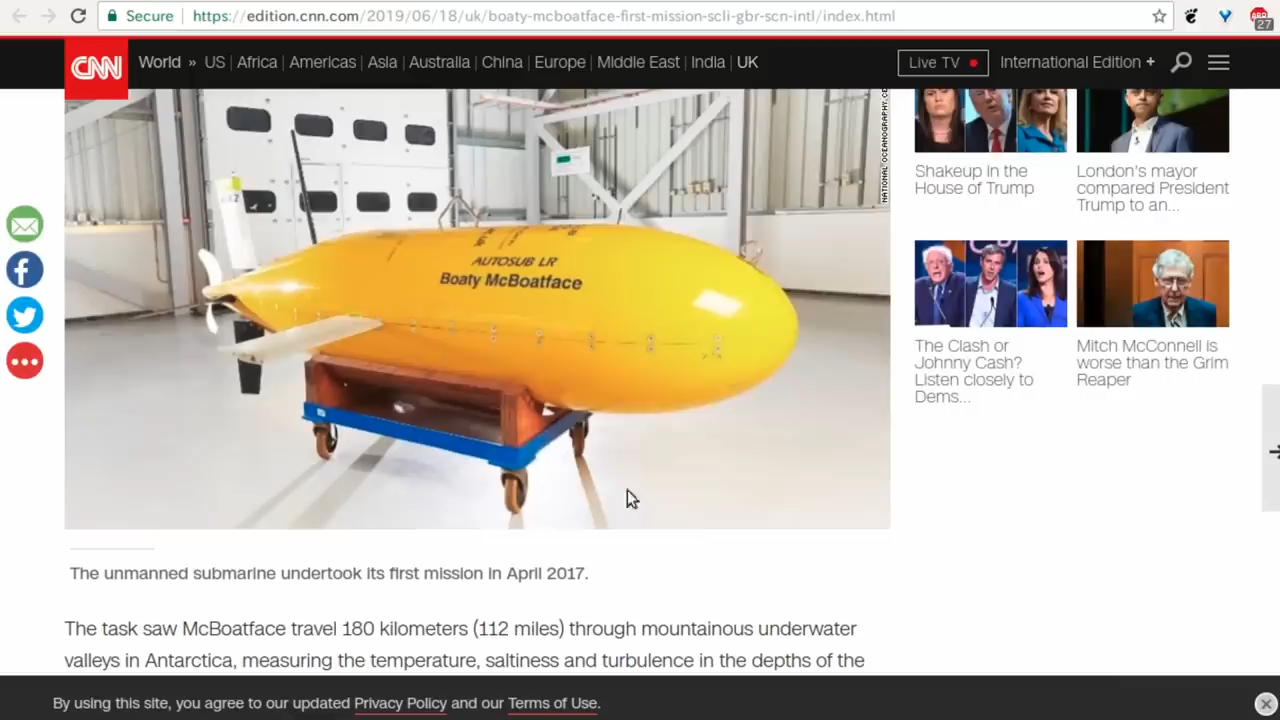 Secure
https://edition.cnn.com/2019/06/18/uk/boaty-mcboatface-first-mission-scli-gbr-scn-intl/index.html
27
CNN
World » US | Africa | Americas | Asia | Australia | China | Europe | Middle East | India | UK
Live TV
International Edition +
AUTOSUB LR
Boaty McBoatface
Shakeup in the
House of Trump
London's mayor
compared President
Trump to an...
The Clash or
Johnny Cash?
Listen closely to
Dems...
Mitch McConnell is
worse than the Grim
Reaper
The unmanned submarine undertook its first mission in April 2017.
The task saw McBoatface travel 180 kilometers (112 miles) through mountainous underwater
valleys in Antarctica, measuring the temperature, saltiness and turbulence in the depths of the
By using this site, you agree to our updated Privacy Policy and our Terms of Use.